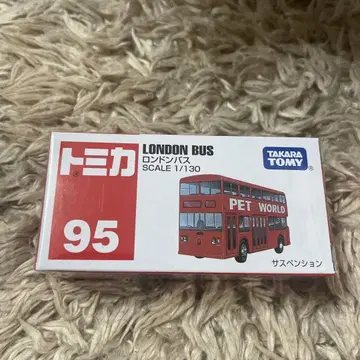 トミカ
95
LONDON BUS
ロンドンバス
SCALE 1/130
TAKARA
TOMY
PET WORLD
サスペンション